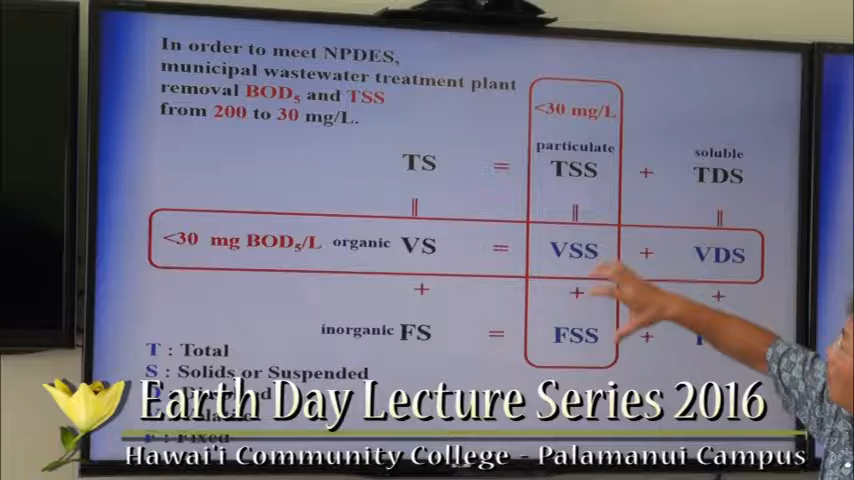 In order to meet NPDES,
municipal wastewater treatment plant
removal BOD₅ and TSS
from 200 to 30 mg/L.
<30 mg/L
particulate soluble
TS = TSS + TDS
|| || ||
<30 mg BOD₅/L organic VS = VSS + VDS
+ + +
inorganic FS = FSS +
T : Total
S : Solids or Suspended
Earth Day Lecture Series 2016
Hawai'i Community College - Palamanui Campus